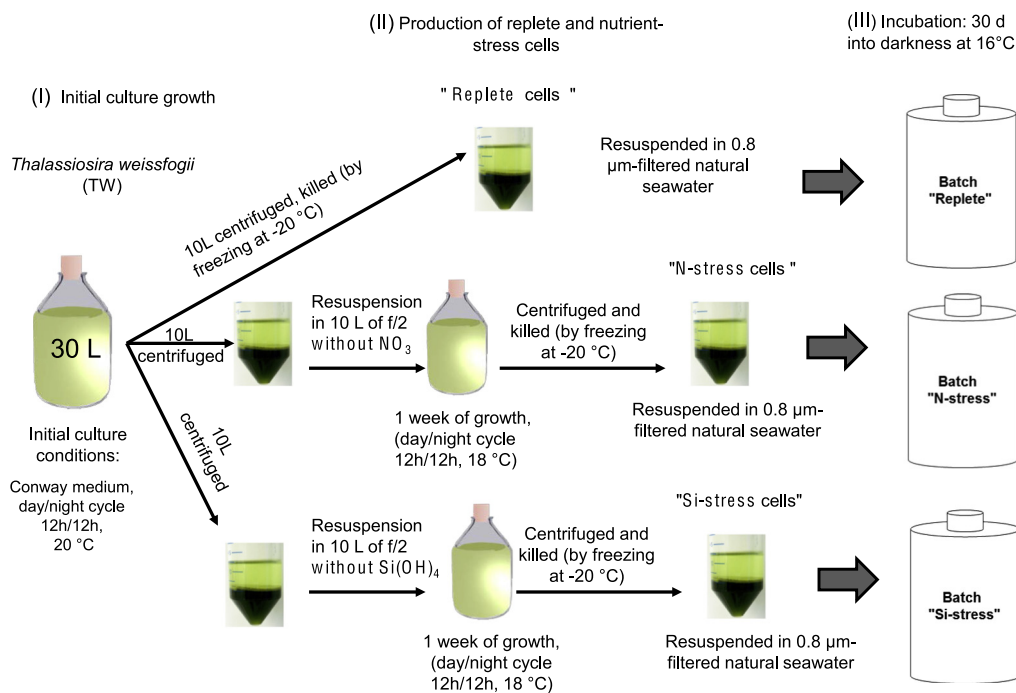 (I) Initial culture growth
Thalassiosira weissfogii
(TW)
30 L
Initial culture
conditions:
Conway medium,
day/night cycle
12h/12h,
20 °C
(II) Production of replete and nutrient-
stress cells
" Replete cells "
10L centrifuged, killed (by
freezing at -20 °C)
Resuspended in 0.8
µm-filtered natural
seawater
10L
centrifuged
Resuspension
in 10 L of f/2
without NO3
1 week of growth,
(day/night cycle
12h/12h, 18 °C)
Centrifuged and
killed (by freezing
at -20 °C)
"N-stress cells "
Resuspended in 0.8 µm-
filtered natural seawater
10L
centrifuged
Resuspension
in 10 L of f/2
without Si(OH)4
1 week of growth,
(day/night cycle
12h/12h, 18 °C)
Centrifuged and
killed (by freezing
at -20 °C)
"Si-stress cells"
Resuspended in 0.8 µm-
filtered natural seawater
(III) Incubation: 30 d
into darkness at 16°C
Batch
"Replete"
Batch
"N-stress"
Batch
"Si-stress"